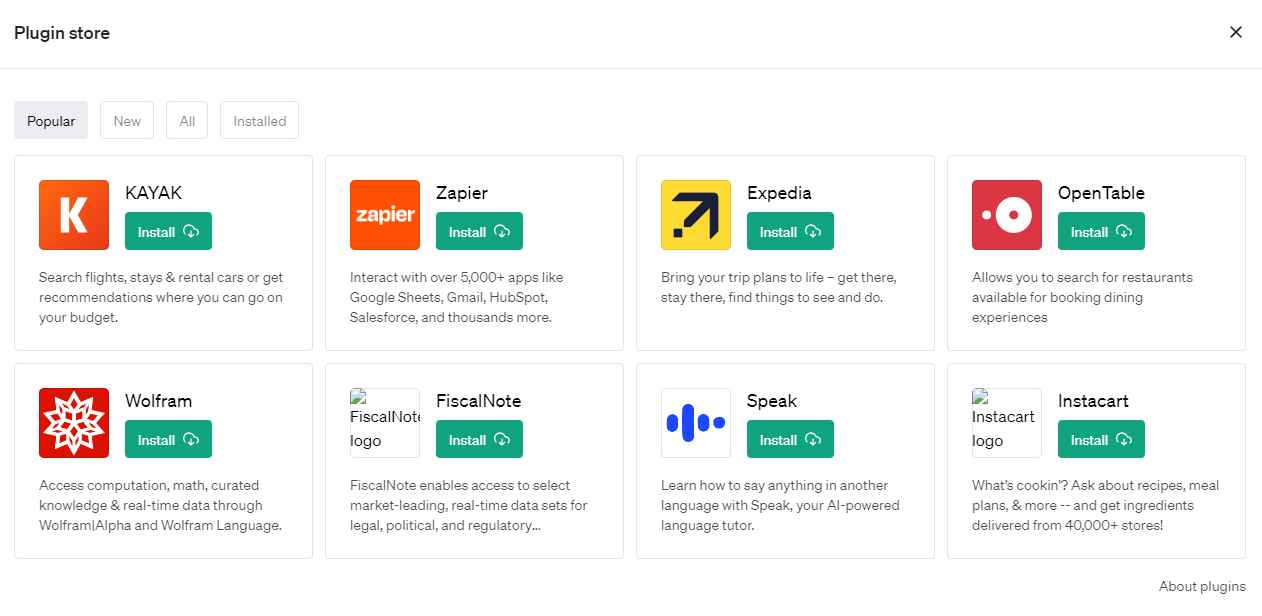 Plugin store
Popular
New
All
Installed
KAYAK
Install
Search flights, stays & rental cars or get
recommendations where you can go on
your budget.
zapier
Zapier
Install
Interact with over 5,000+ apps like
Google Sheets, Gmail, HubSpot,
Salesforce, and thousands more.
Expedia
Install
Bring your trip plans to life – get there,
stay there, find things to see and do.
OpenTable
Install
Allows you to search for restaurants
available for booking dining
experiences
Wolfram
Install
Access computation, math, curated
knowledge & real-time data through
Wolfram|Alpha and Wolfram Language.
FiscalNote
logo
FiscalNote
Install
FiscalNote enables access to select
market-leading, real-time data sets for
legal, political, and regulatory...
Speak
Install
Learn how to say anything in another
language with Speak, your AI-powered
language tutor.
Instacart
logo
Instacart
Install
What's cookin'? Ask about recipes, meal
plans, & more -- and get ingredients
delivered from 40,000+ stores!
About plugins
K